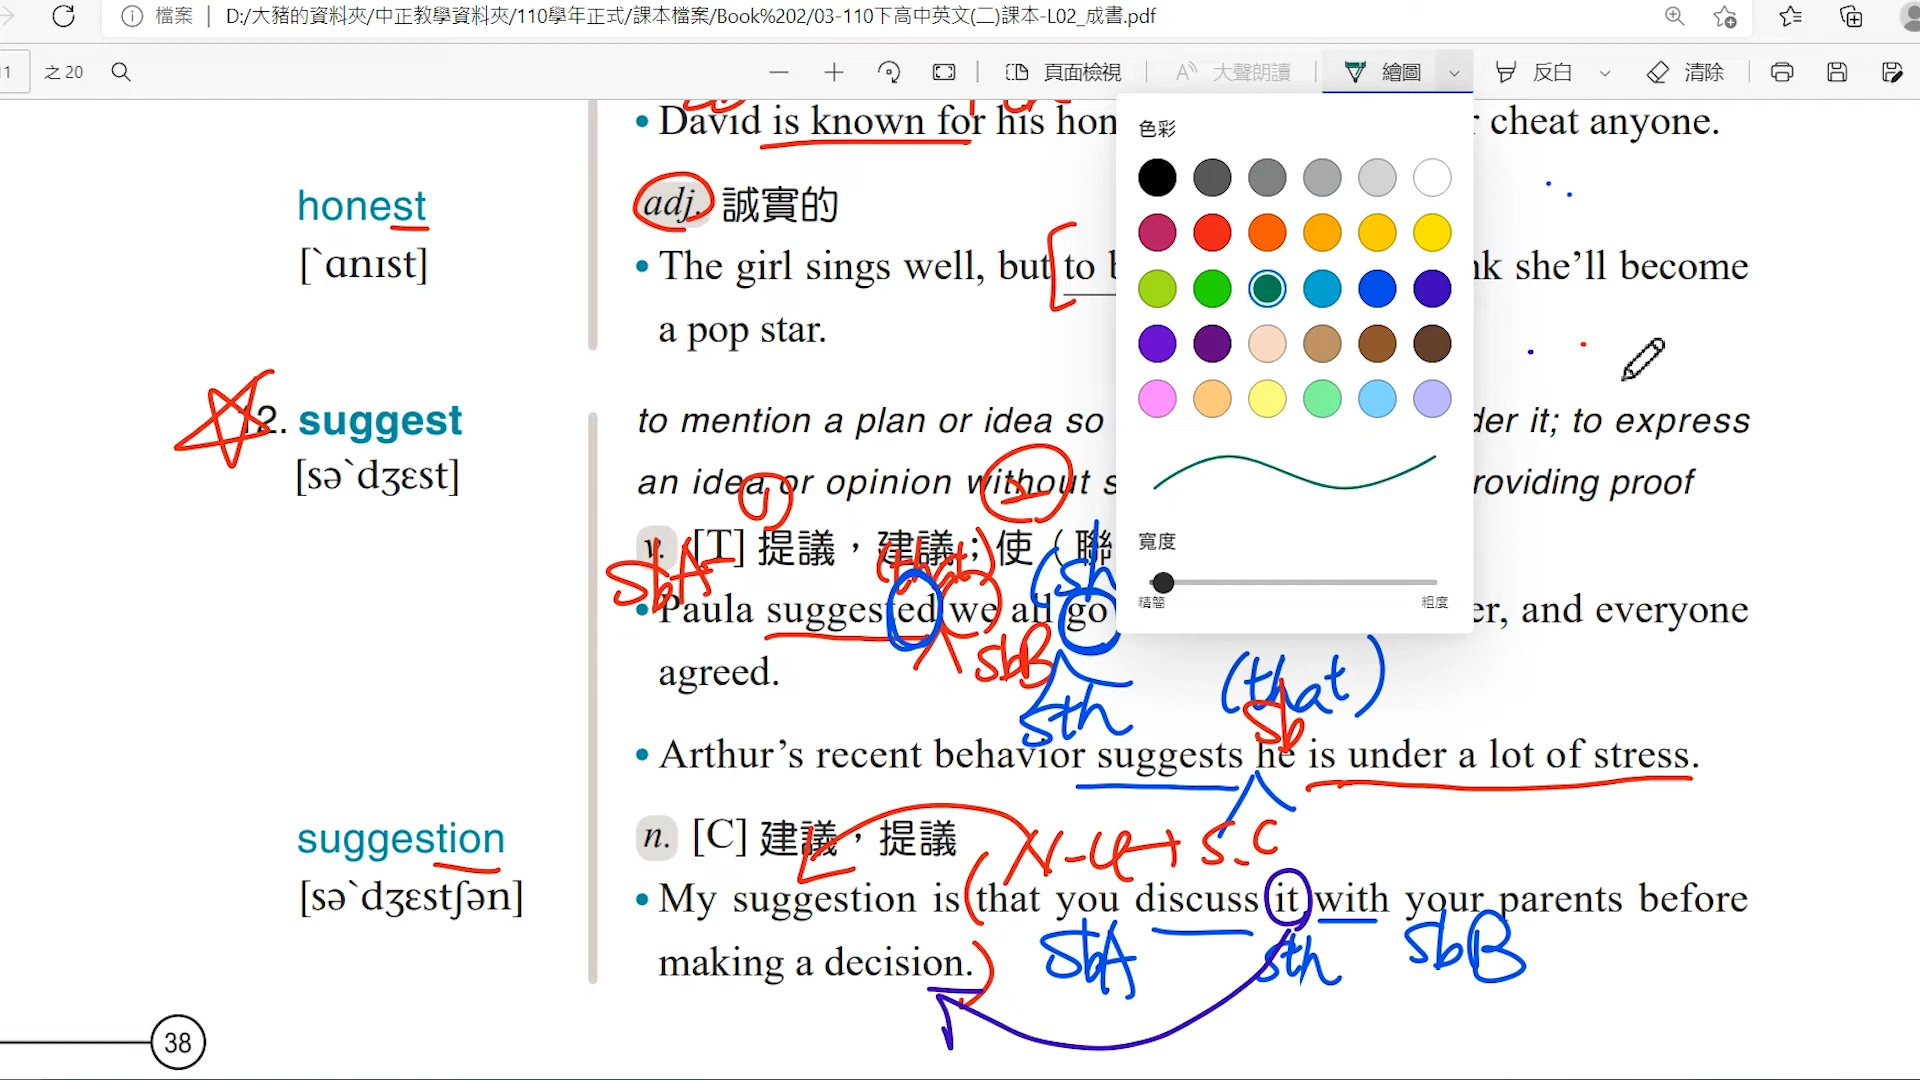 檔案 | D:/大豬的資料夾/中正教學資料夾/110學年正式/課本檔案/Book%202/03-110下高中英文(二)課本-L02_成書.pdf
之 20 頁面檢視 大聲朗讀 繪圖 反白 清除
色彩
寬度
精簡 粗度
• David is known for his hon cheat anyone.
honest
[ˋɑnɪst]
adj. 誠實的
• The girl sings well, but to b nk she’ll become
a pop star.
12. suggest
[səˋdʒɛst]
to mention a plan or idea so der it; to express
an idea or opinion without s roviding proof
① ②
v. [T] 提議，建議；使（聯
sbA (that) (sh
• Paula suggested we all go er, and everyone
sbB
agreed.
sth (that)
sb
• Arthur’s recent behavior suggests he is under a lot of stress.
suggestion
[səˋdʒɛstʃən]
n. [C] 建議，提議
S.C
• My suggestion is (that you discuss it with your parents before
making a decision.)
sbA sth sbB
38